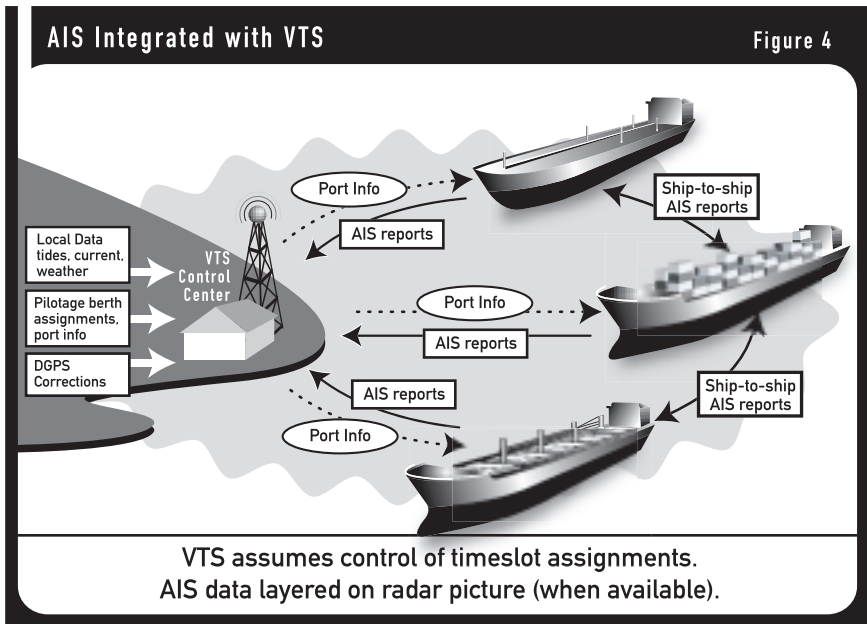 AIS Integrated with VTS
Figure 4
Port Info
AIS reports
Ship-to-ship
AIS reports
Local Data
tides, current,
weather
VTS
Control
Center
Pilotage berth
assignments,
port info
DGPS
Corrections
Port Info
AIS reports
AIS reports
Port Info
Ship-to-ship
AIS reports
VTS assumes control of timeslot assignments.
AIS data layered on radar picture (when available).